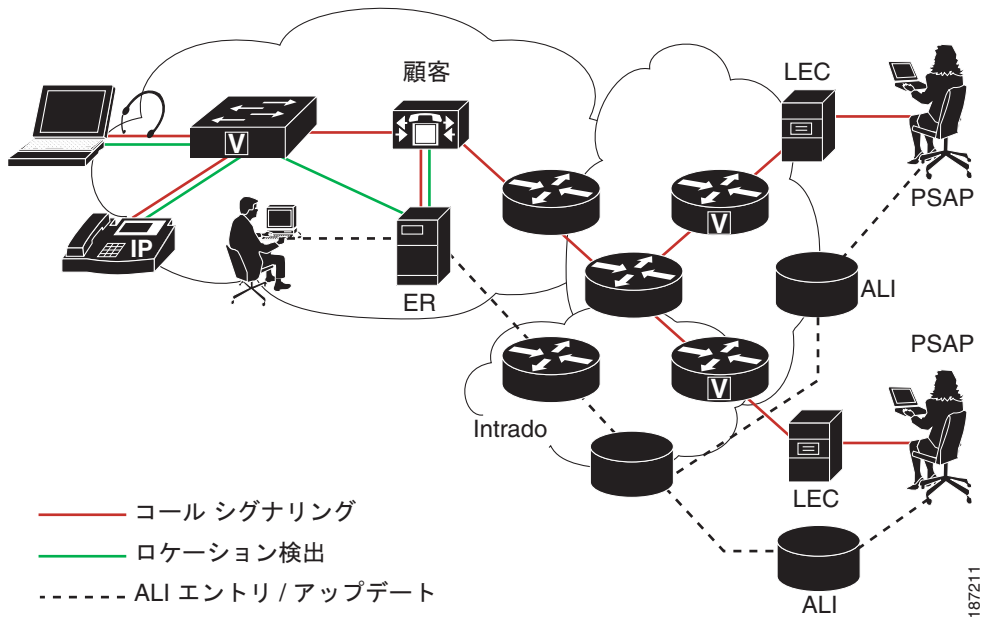 顧客
LEC
PSAP
V
IP
ER
V
ALI
PSAP
V
Intrado
LEC
ALI
コール シグナリング
ロケーション検出
ALI エントリ / アップデート
187211